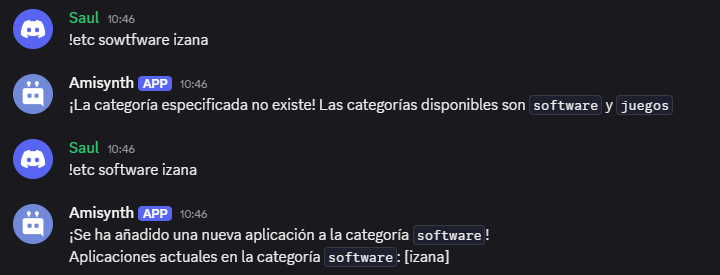 Saul 10:46
!etc sowtfware izana
Amisynth APP 10:46
¡La categoría especificada no existe! Las categorías disponibles son software y juegos
Saul 10:46
!etc software izana
Amisynth APP 10:46
¡Se ha añadido una nueva aplicación a la categoría software!
Aplicaciones actuales en la categoría software: [izana]